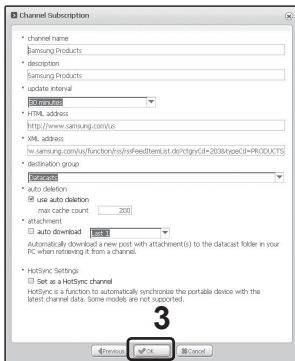 Channel Subscription
• channel name
Samsung Products
• description
Samsung Products
• update interval
30 minutes
• HTML address
http://www.samsung.com/us
• XML address
w.samsung.com/us/function/rss/rssFeedItemList.do?ctgryCd=203&typeCd=PRODUCTS
• destination group
Datacasts
• auto deletion
use auto deletion
max cache count 200
• attachment
auto download Last 1
Automatically download a new post with attachment(s) to the datacast folder in your
PC when retrieving it from a channel.
• HotSync Settings
Set as a HotSync channel
HotSync is a function to automatically synchronize the portable device with the
latest channel data. Some models are not supported.
3
Previous OK Cancel